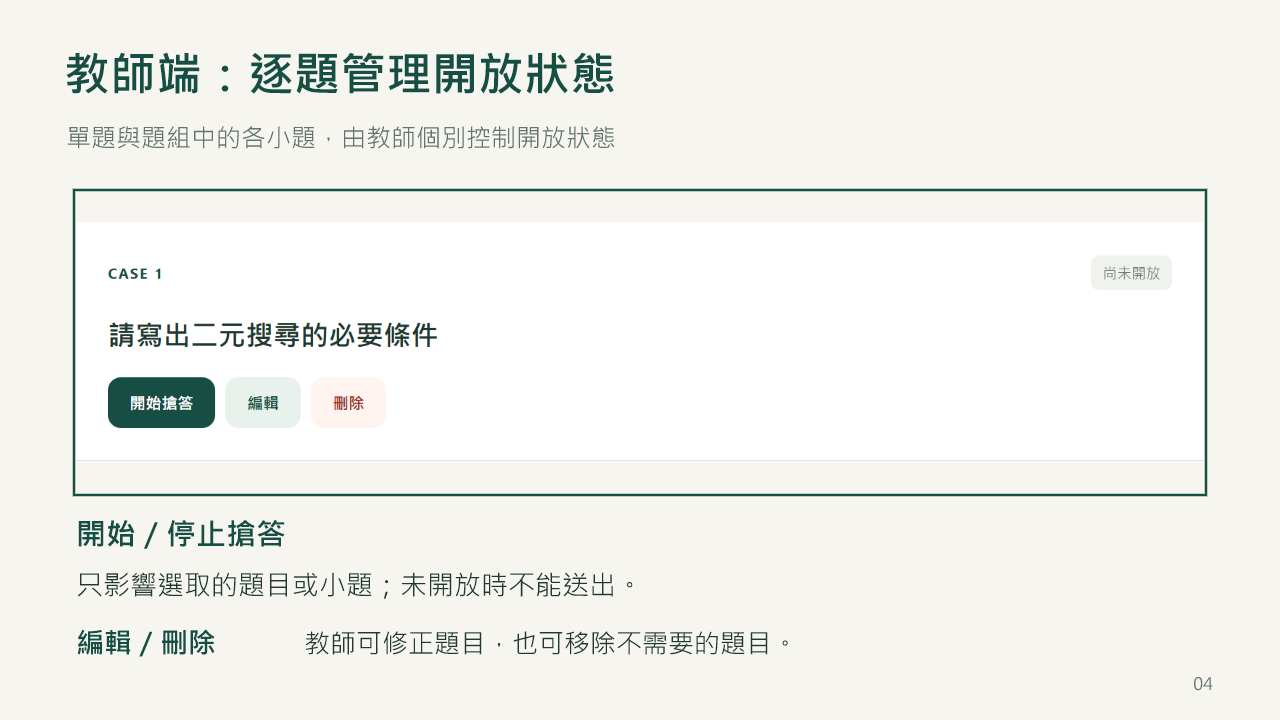 教師端：逐題管理開放狀態
單題與題組中的各小題，由教師個別控制開放狀態
CASE 1
尚未開放
請寫出二元搜尋的必要條件
開始搶答 編輯 刪除
開始 / 停止搶答
只影響選取的題目或小題；未開放時不能送出。
編輯 / 刪除 教師可修正題目，也可移除不需要的題目。
04